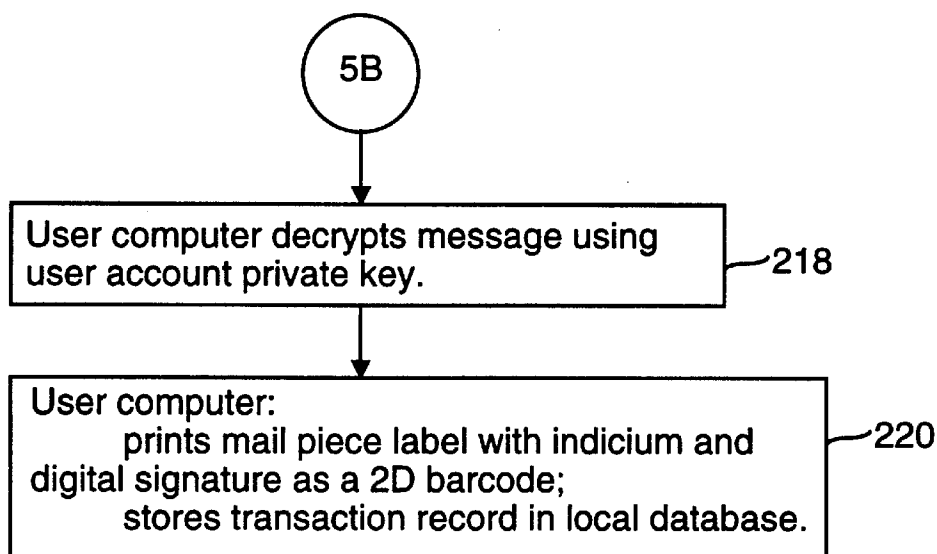 5B
User computer decrypts message using
user account private key.
218
User computer:
prints mail piece label with indicium and
digital signature as a 2D barcode;
stores transaction record in local database.
220